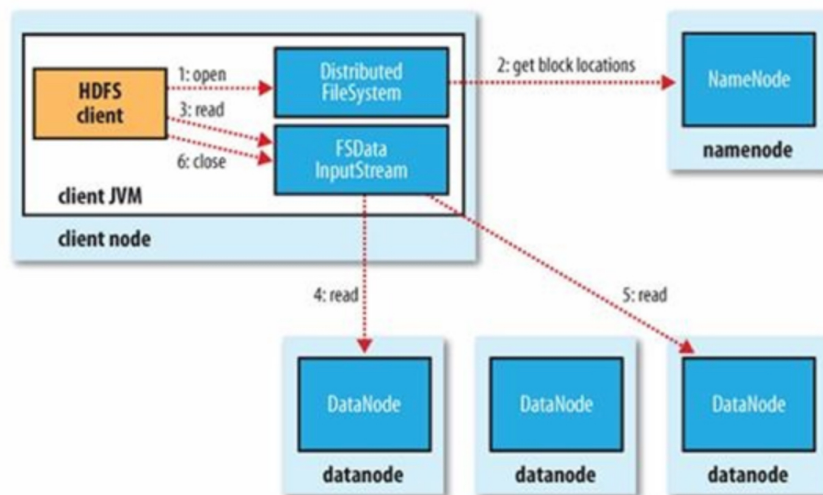 1: open
HDFS
client
3: read
6: close
Distributed
FileSystem
FSData
InputStream
client JVM
client node
2: get block locations
NameNode
namenode
4: read
5: read
DataNode
datanode
DataNode
datanode
DataNode
datanode